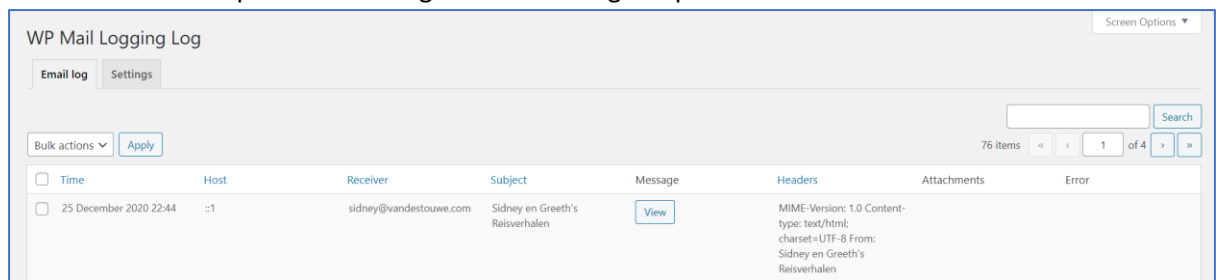 Screen Options ▼
WP Mail Logging Log
Email log Settings
Search
Bulk actions Apply 76 items « ‹ 1 of 4 › »
Time Host Receiver Subject Message Headers Attachments Error
25 December 2020 22:44 ::1 sidney@vandestouwe.com Sidney en Greeth's View MIME-Version: 1.0 Content-
Reisverhalen type: text/html;
charset=UTF-8 From:
Sidney en Greeth's
Reisverhalen